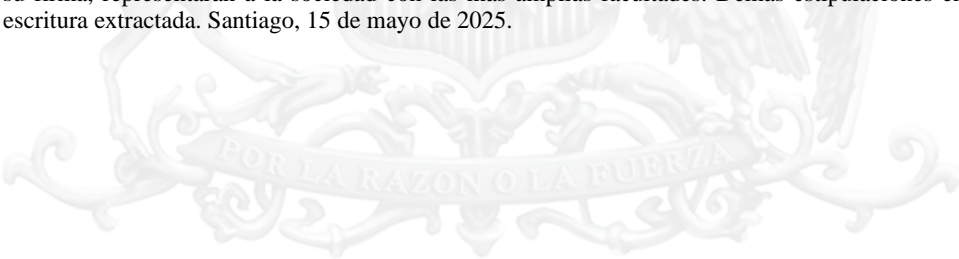 su firma, representarán a la sociedad con las más amplias facultades. Demás estipulaciones en
escritura extractada. Santiago, 15 de mayo de 2025.
POR LA RAZON O LA FUERZA